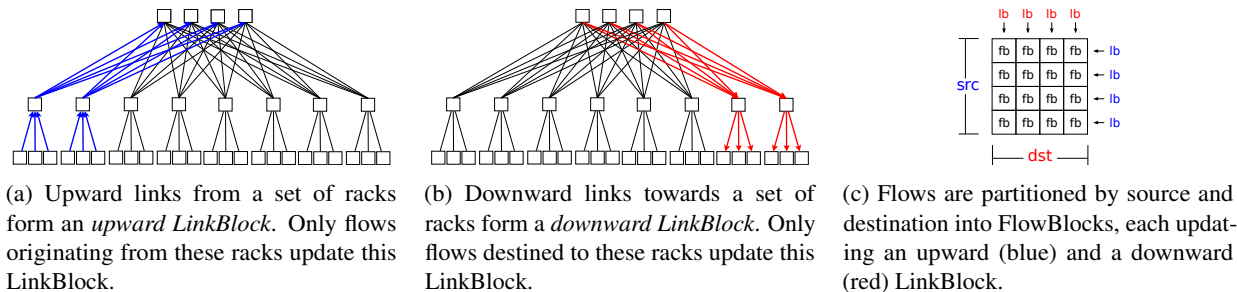 lb lb lb lb
fb fb fb fb lb
fb fb fb fb lb
src
fb fb fb fb lb
fb fb fb fb lb
dst
(a) Upward links from a set of racks
form an upward LinkBlock. Only flows
originating from these racks update this
LinkBlock.
(b) Downward links towards a set of
racks form a downward LinkBlock. Only
flows destined to these racks update this
LinkBlock.
(c) Flows are partitioned by source and
destination into FlowBlocks, each updat-
ing an upward (blue) and a downward
(red) LinkBlock.